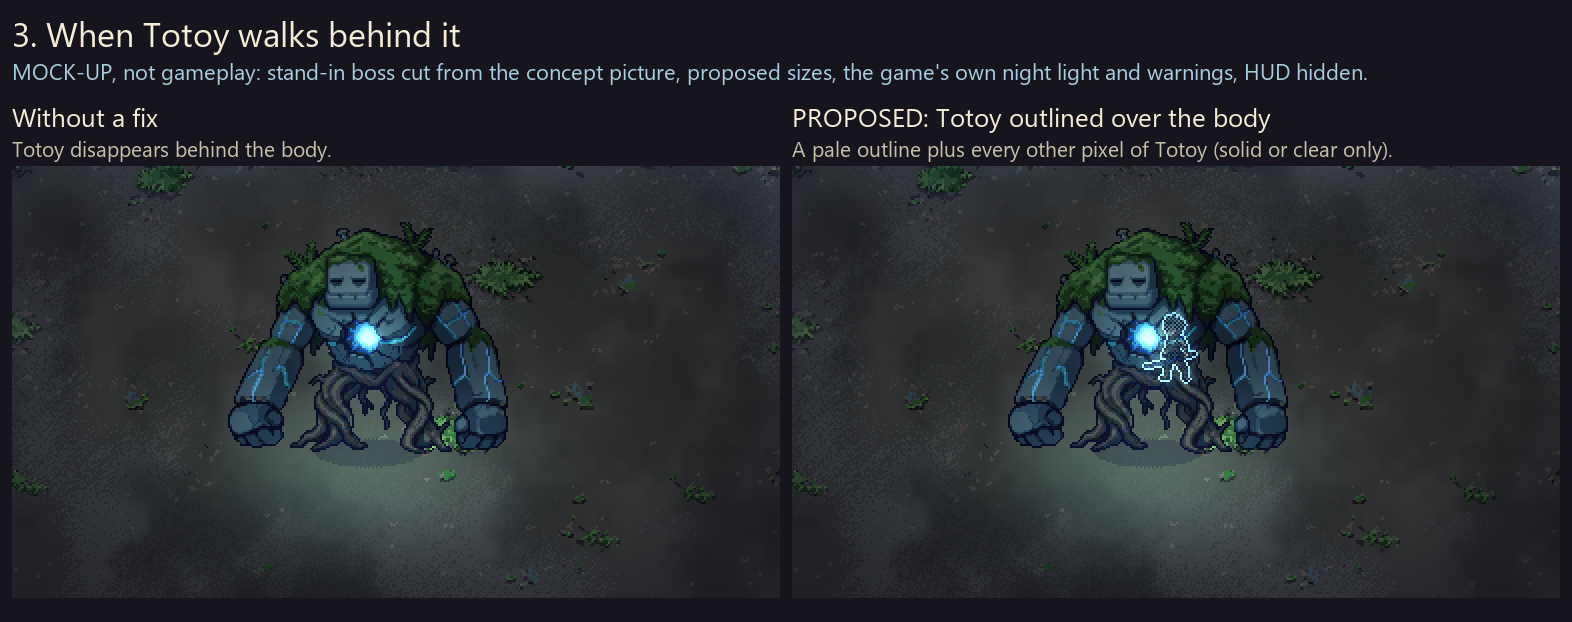 3. When Totoy walks behind it
MOCK-UP, not gameplay: stand-in boss cut from the concept picture, proposed sizes, the game's own night light and warnings, HUD hidden.
Without a fix
Totoy disappears behind the body.
PROPOSED: Totoy outlined over the body
A pale outline plus every other pixel of Totoy (solid or clear only).